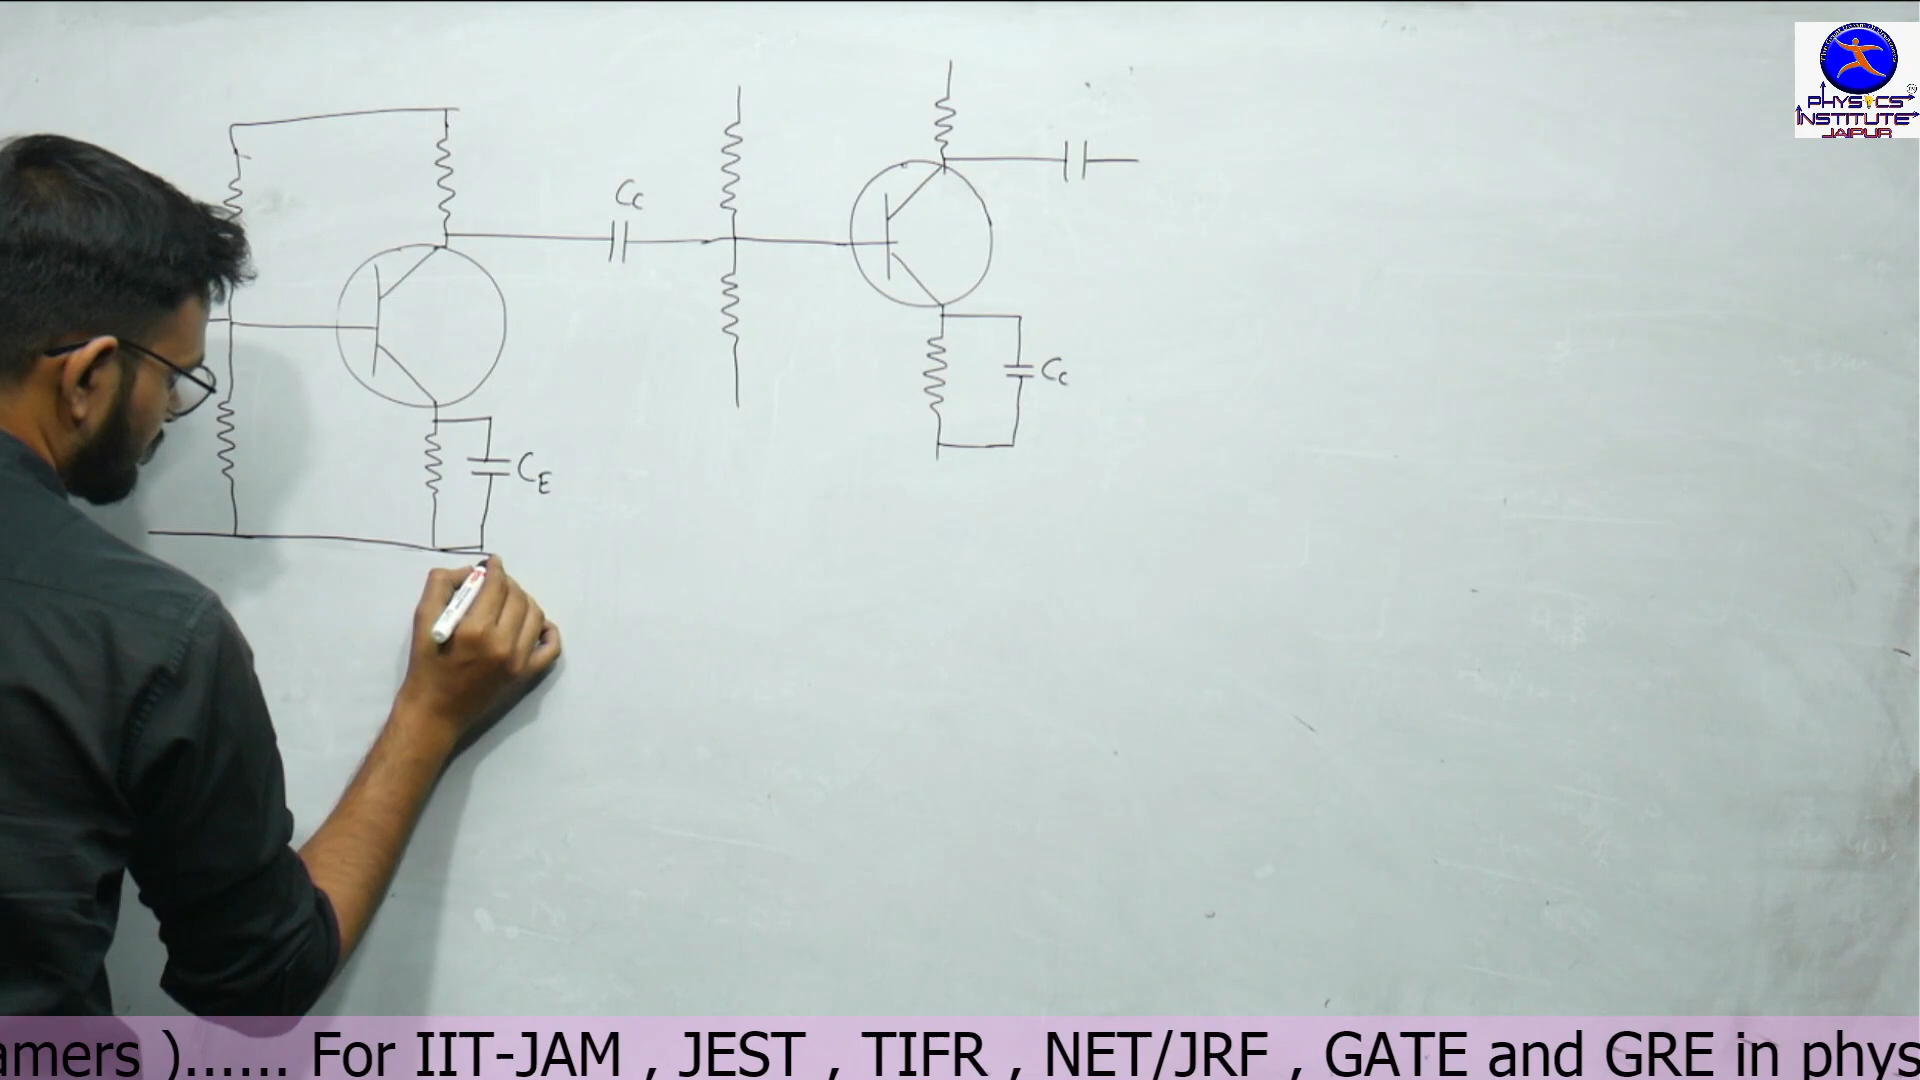 PHYSICS
INSTITUTE
JAIPUR
Cc
Cc
CE
amers )...... For IIT-JAM , JEST , TIFR , NET/JRF , GATE and GRE in phys